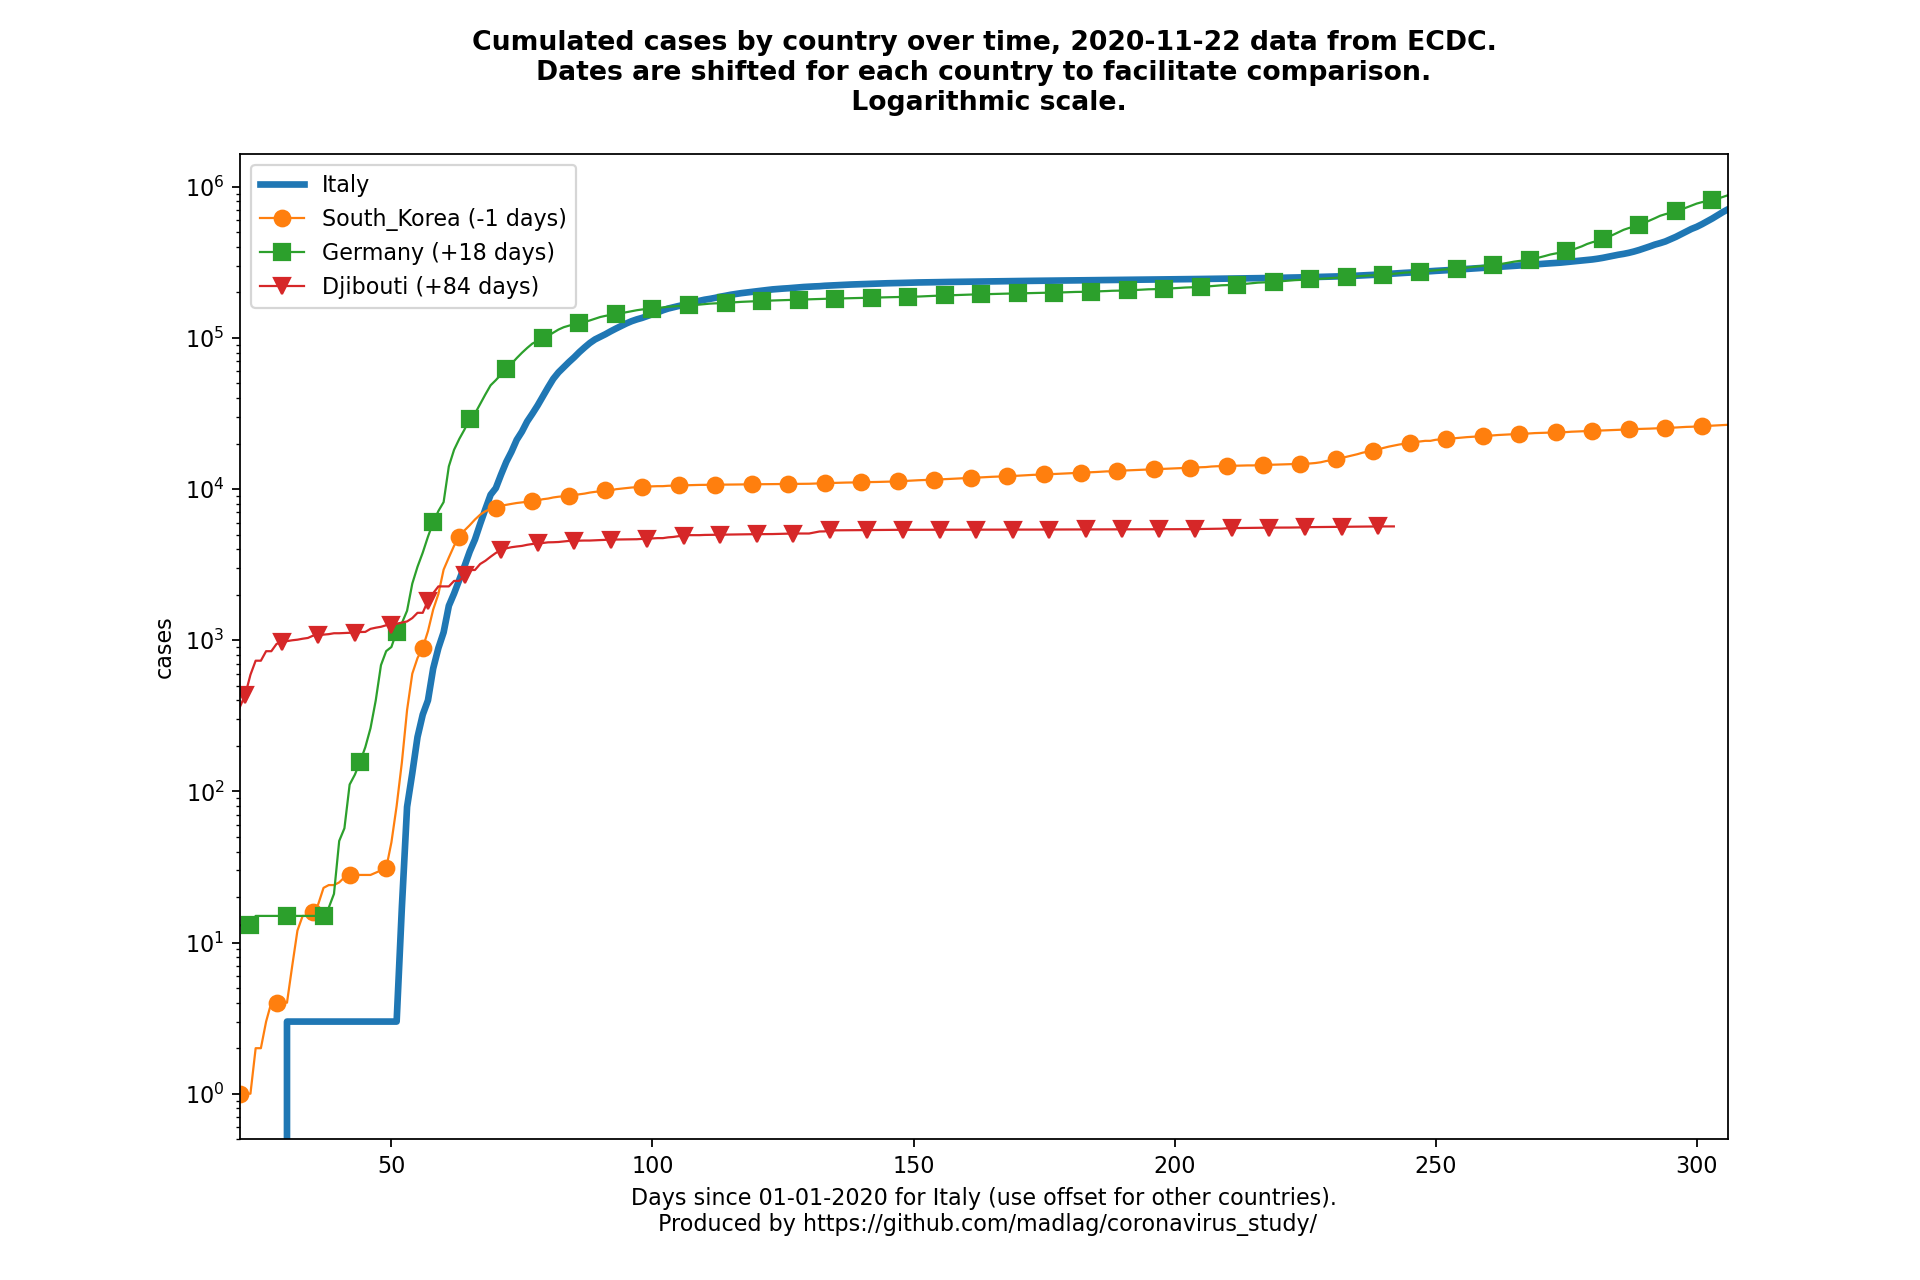 Cumulated cases by country over time, 2020-11-22 data from ECDC.
Dates are shifted for each country to facilitate comparison.
Logarithmic scale.
Italy
South_Korea (-1 days)
Germany (+18 days)
Djibouti (+84 days)
cases
10^6
10^5
10^4
10^3
10^2
10^1
10^0
50 100 150 200 250 300
Days since 01-01-2020 for Italy (use offset for other countries).
Produced by https://github.com/madlag/coronavirus_study/